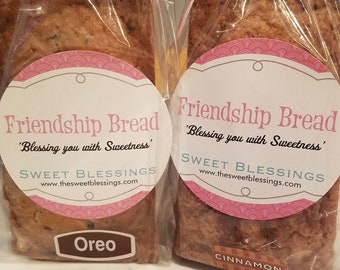 Friendship Bread
"Blessing you with Sweetness"
SWEET BLESSINGS
www.thesweetblessings.com
Oreo
Friendship Bread
"Blessing you with Sweetness"
SWEET BLESSINGS
www.thesweetblessings.com
CINNAMON